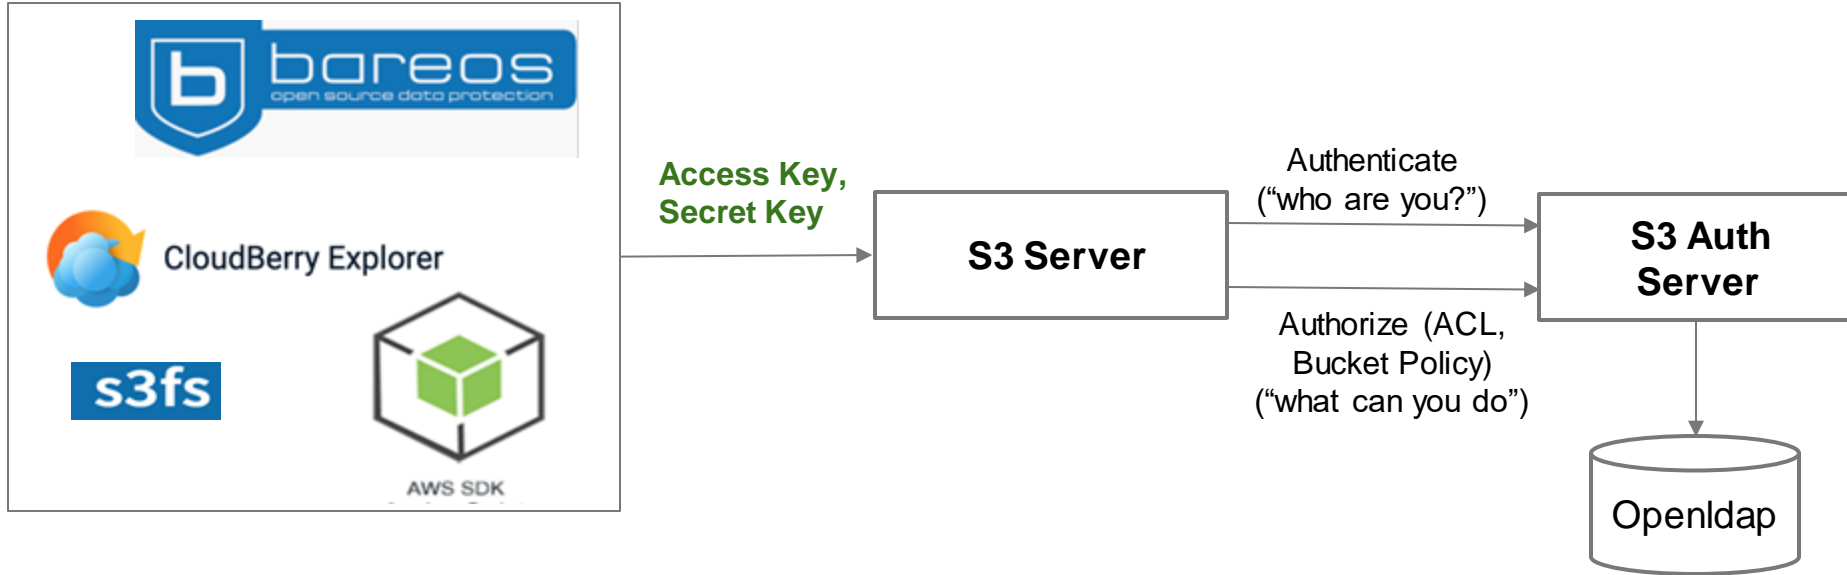 bareos
open source data protection
CloudBerry Explorer
s3fs
AWS SDK
Access Key,
Secret Key
S3 Server
Authenticate
(“who are you?”)
Authorize (ACL,
Bucket Policy)
(“what can you do”)
S3 Auth
Server
Openldap